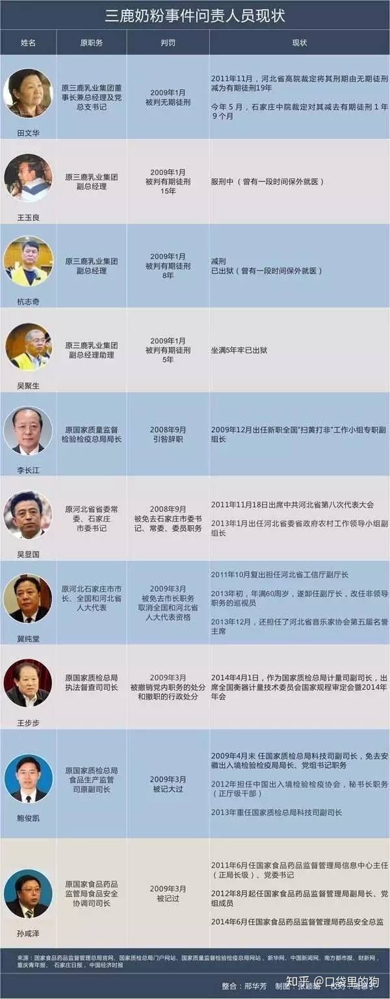 三鹿奶粉事件问责人员现状
姓名 原职务 判罚 现状
田文华
原三鹿乳业集团董
事长兼总经理及党
总支书记
2009年1月
被判无期徒刑
2011年11月，河北省高院裁定将其刑期由无期徒刑
减为有期徒刑19年
今年５月，石家庄中院裁定对其减去有期徒刑１年
９个月
王玉良
原三鹿乳业集团
副总经理
2009年1月
被判有期徒刑
15年
服刑中（曾有一段时间保外就医）
杭志奇
原三鹿乳业集团
副总经理
2009年1月
被判有期徒刑
8年
减刑
已出狱（曾有一段时间保外就医）
吴聚生
原三鹿乳业集团
副总经理助理
2009年1月
被判有期徒刑
5年
坐满5年牢已出狱
李长江
原国家质量监督
检验检疫总局局长
2008年9月
引咎辞职
2009年12月出任新职全国"扫黄打非"工作小组专职副
组长
吴显国
原河北省省委常
委、石家庄
市委书记
2008年9月
被免去石家庄市委书
记、常委、委员职务
2011年11月18日出席中共河北省第八次代表大会
2013年1月出任河北省委省政府农村工作领导小组副
组长
冀纯堂
原河北石家庄市市
长、全国和河北省
人大代表
2009年3月
被免去市长职务
取消全国和河北省
人大代表资格
2011年10月复出担任河北省工信厅副厅长
2013年初，年满60周岁，遂卸任副厅长，改任非领导
职务的巡视员
2013年12月，还担任了河北省音乐家协会第五届名誉
主席
王步步
原国家质检总局
执法督查司司长
2009年3月
被撤销党内职务的处分
和撤职的行政处分
2014年4月1日，作为国家质检总局计量司副司长，出
席全国衡器计量技术委员会国家规程审定会暨2014年
年会
鲍俊凯
原国家质检总局
食品生产监管
司原副司长
2009年3月
被记大过
2009年4月末 任国家质检总局科技司副司长，免去安
徽出入境检验检疫局局长、党组书记职务
2012年担任中国出入境检验检疫协会，秘书长职务
（正厅级干部）
2013年重任国家质检总局科技司副司长
孙咸泽
原国家食品药品
监管局食品安全
协调司司长
2009年3月
被记过
2011年6月任国家食品药品监督管理局信息中心主任
（正局长级）、党委书记
2012年8月起任国家食品药品监督管理局副局长、党
组成员
2014年6月任国家食品药品监督管理局药品安全总监
来源：国家食品药品监督管理总局官网、国家质检总局门户网站、国家质量监督检验检疫总局网站，新华网、中国新闻网、南方都市报、财新网，
重庆青年报、石家庄日报，中国经济时报
整合：邢华芳 制图：张颖璐 校对：
知乎 @口袋里的狗